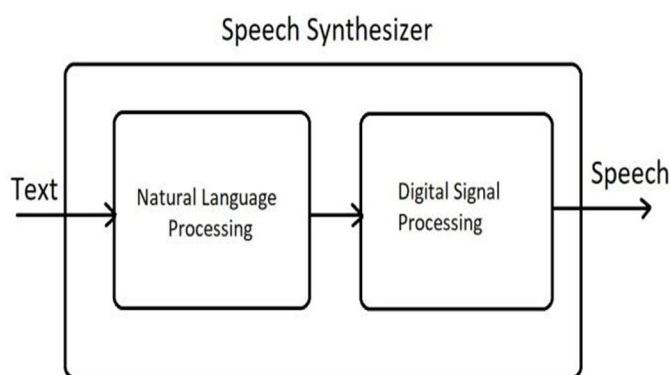 Speech Synthesizer
Text
Natural Language
Processing
Digital Signal
Processing
Speech